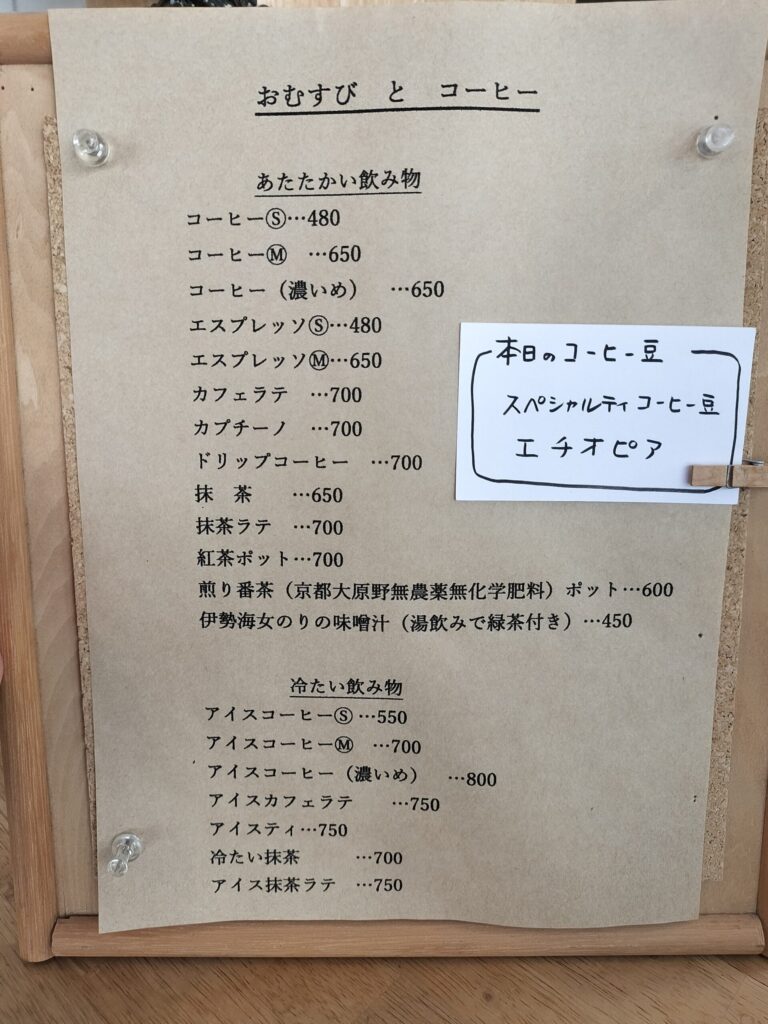 おむすび と コーヒー
あたたかい飲み物
コーヒーⓈ…480
コーヒーⓂ …650
コーヒー（濃いめ） …650
エスプレッソⓈ…480
エスプレッソⓂ…650
カフェラテ …700
カプチーノ …700
ドリップコーヒー …700
抹 茶 …650
抹茶ラテ …700
紅茶ポット…700
煎り番茶（京都大原野無農薬無化学肥料）ポット…600
伊勢海女のりの味噌汁（湯飲みで緑茶付き）…450
冷たい飲み物
アイスコーヒーⓈ…550
アイスコーヒーⓂ …700
アイスコーヒー（濃いめ） …800
アイスカフェラテ …750
アイスティ…750
冷たい抹茶 …700
アイス抹茶ラテ …750
本日のコーヒー豆
スペシャルティコーヒー豆
エチオピア